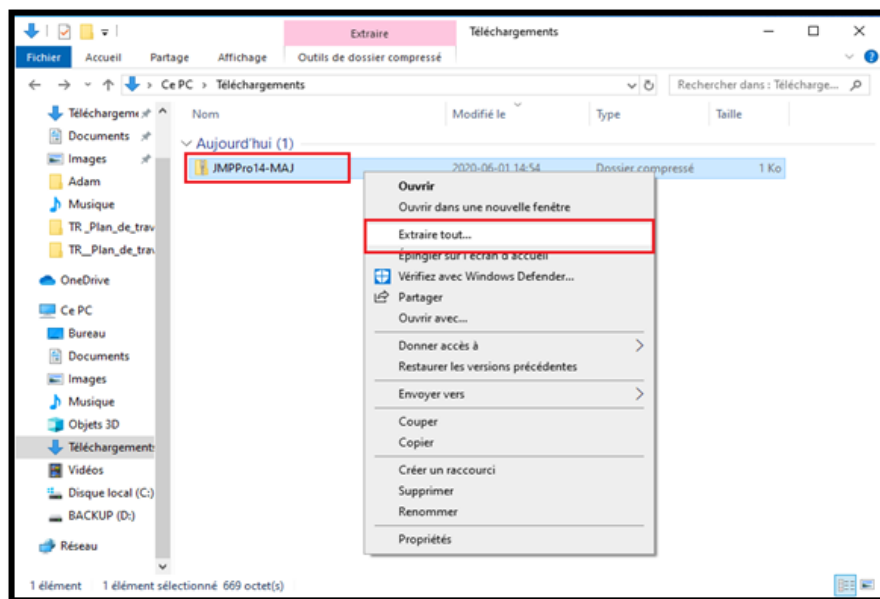 Extraire
Téléchargements
Fichier
Accueil
Partage
Affichage
Outils de dossier compressé
Ce PC > Téléchargements
Rechercher dans : Télécharge...
Nom
Modifié le
Type
Taille
Aujourd'hui (1)
JMPPro14-MAJ
2020-06-01 14:54
Dossier compressé
1 Ko
Téléchargeme
Documents
Images
Adam
Musique
TR_Plan_de_trav
TR__Plan_de_trav
OneDrive
Ce PC
Bureau
Documents
Images
Musique
Objets 3D
Téléchargement
Vidéos
Disque local (C:)
BACKUP (D:)
Réseau
Ouvrir
Ouvrir dans une nouvelle fenêtre
Extraire tout...
Épingler sur l'écran d'accueil
Vérifiez avec Windows Defender...
Partager
Ouvrir avec...
Donner accès à
Restaurer les versions précédentes
Envoyer vers
Couper
Copier
Créer un raccourci
Supprimer
Renommer
Propriétés
1 élément
1 élément sélectionné 669 octet(s)